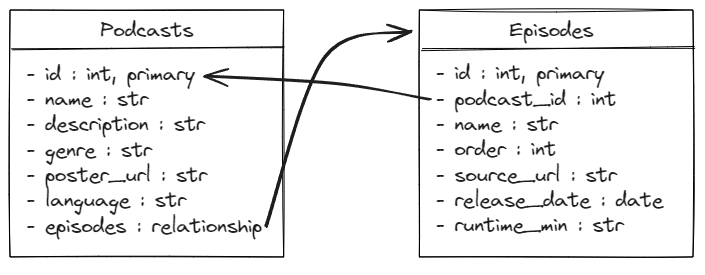 Podcasts
- id : int, primary
- name : str
- description : str
- genre : str
- poster_url : str
- language : str
- episodes : relationship
Episodes
- id : int, primary
- podcast_id : int
- name : str
- order : int
- source_url : str
- release_date : date
- runtime_min : str